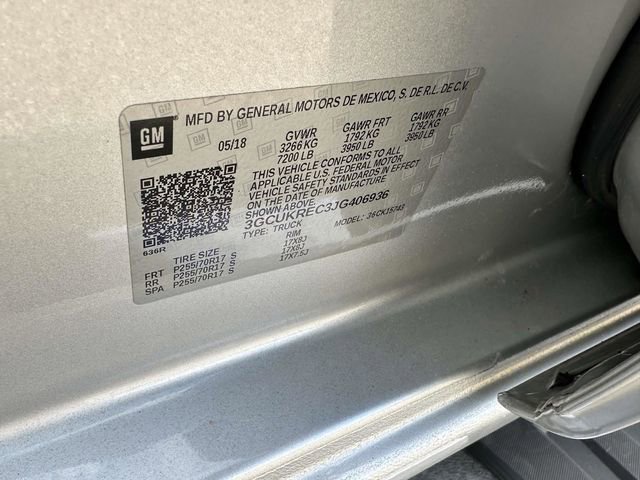 GM
MFD BY GENERAL MOTORS DE MEXICO, S. DE R.L. DE C.V.
05/18 GVWR GAWR FRT GAWR RR
3266 KG 1792 KG 1792 KG
7200 LB 3950 LB 3950 LB
THIS VEHICLE CONFORMS TO ALL
APPLICABLE U.S. FEDERAL MOTOR
VEHICLE SAFETY STANDARDS IN EFFECT
ON THE DATE OF MANUFACTURE
SHOWN ABOVE.
3GCUKREC3JG406936
TYPE: TRUCK MODEL: 36CK15743
636R
TIRE SIZE RIM
FRT P255/70R17 S 17X8J
RR P255/70R17 S 17X8J
SPA P255/70R17 S 17X7.5J